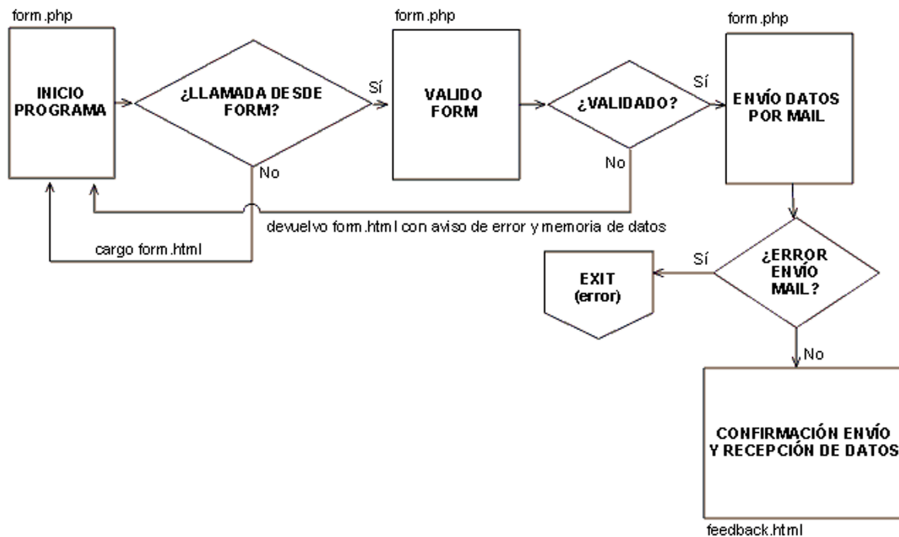 form.php
INICIO
PROGRAMA
¿LLAMADA DESDE
FORM?
Sí
No
cargo form.html
form.php
VALIDO
FORM
¿VALIDADO?
Sí
No
devuelvo form.html con aviso de error y memoria de datos
form.php
ENVÍO DATOS
POR MAIL
¿ERROR
ENVÍO
MAIL?
Sí
EXIT
(error)
No
CONFIRMACIÓN ENVÍO
Y RECEPCIÓN DE DATOS
feedback.html